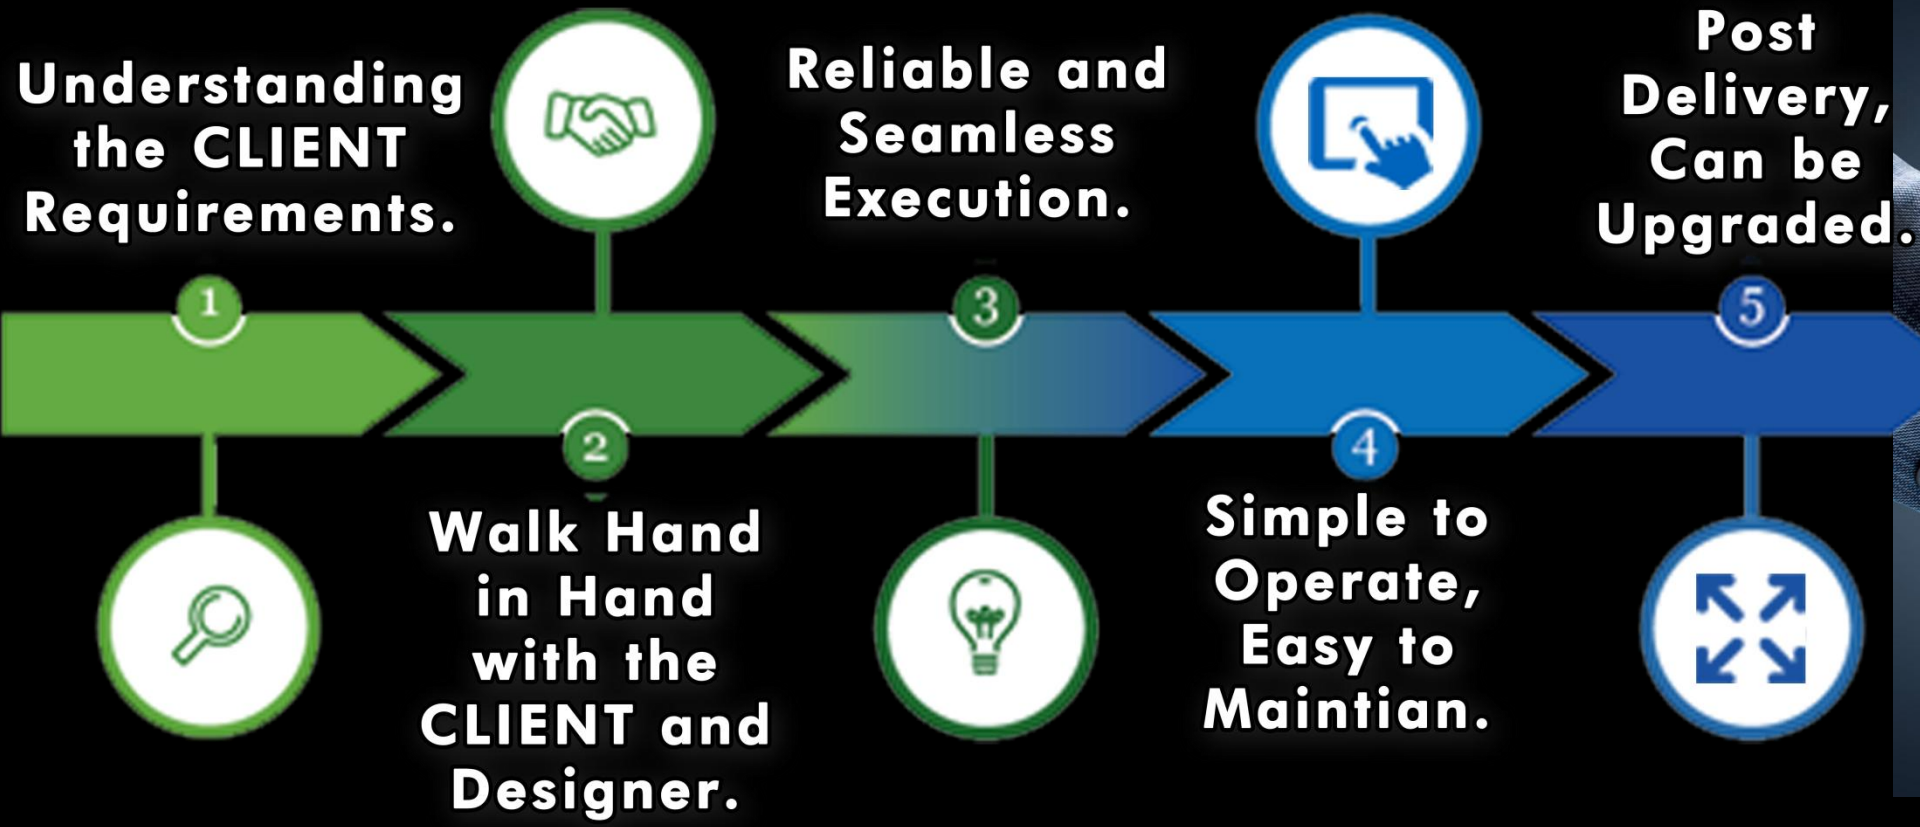 Understanding
the CLIENT
Requirements.
1
2
Walk Hand
in Hand
with the
CLIENT and
Designer.
Reliable and
Seamless
Execution.
3
4
Simple to
Operate,
Easy to
Maintian.
Post
Delivery,
Can be
Upgraded.
5